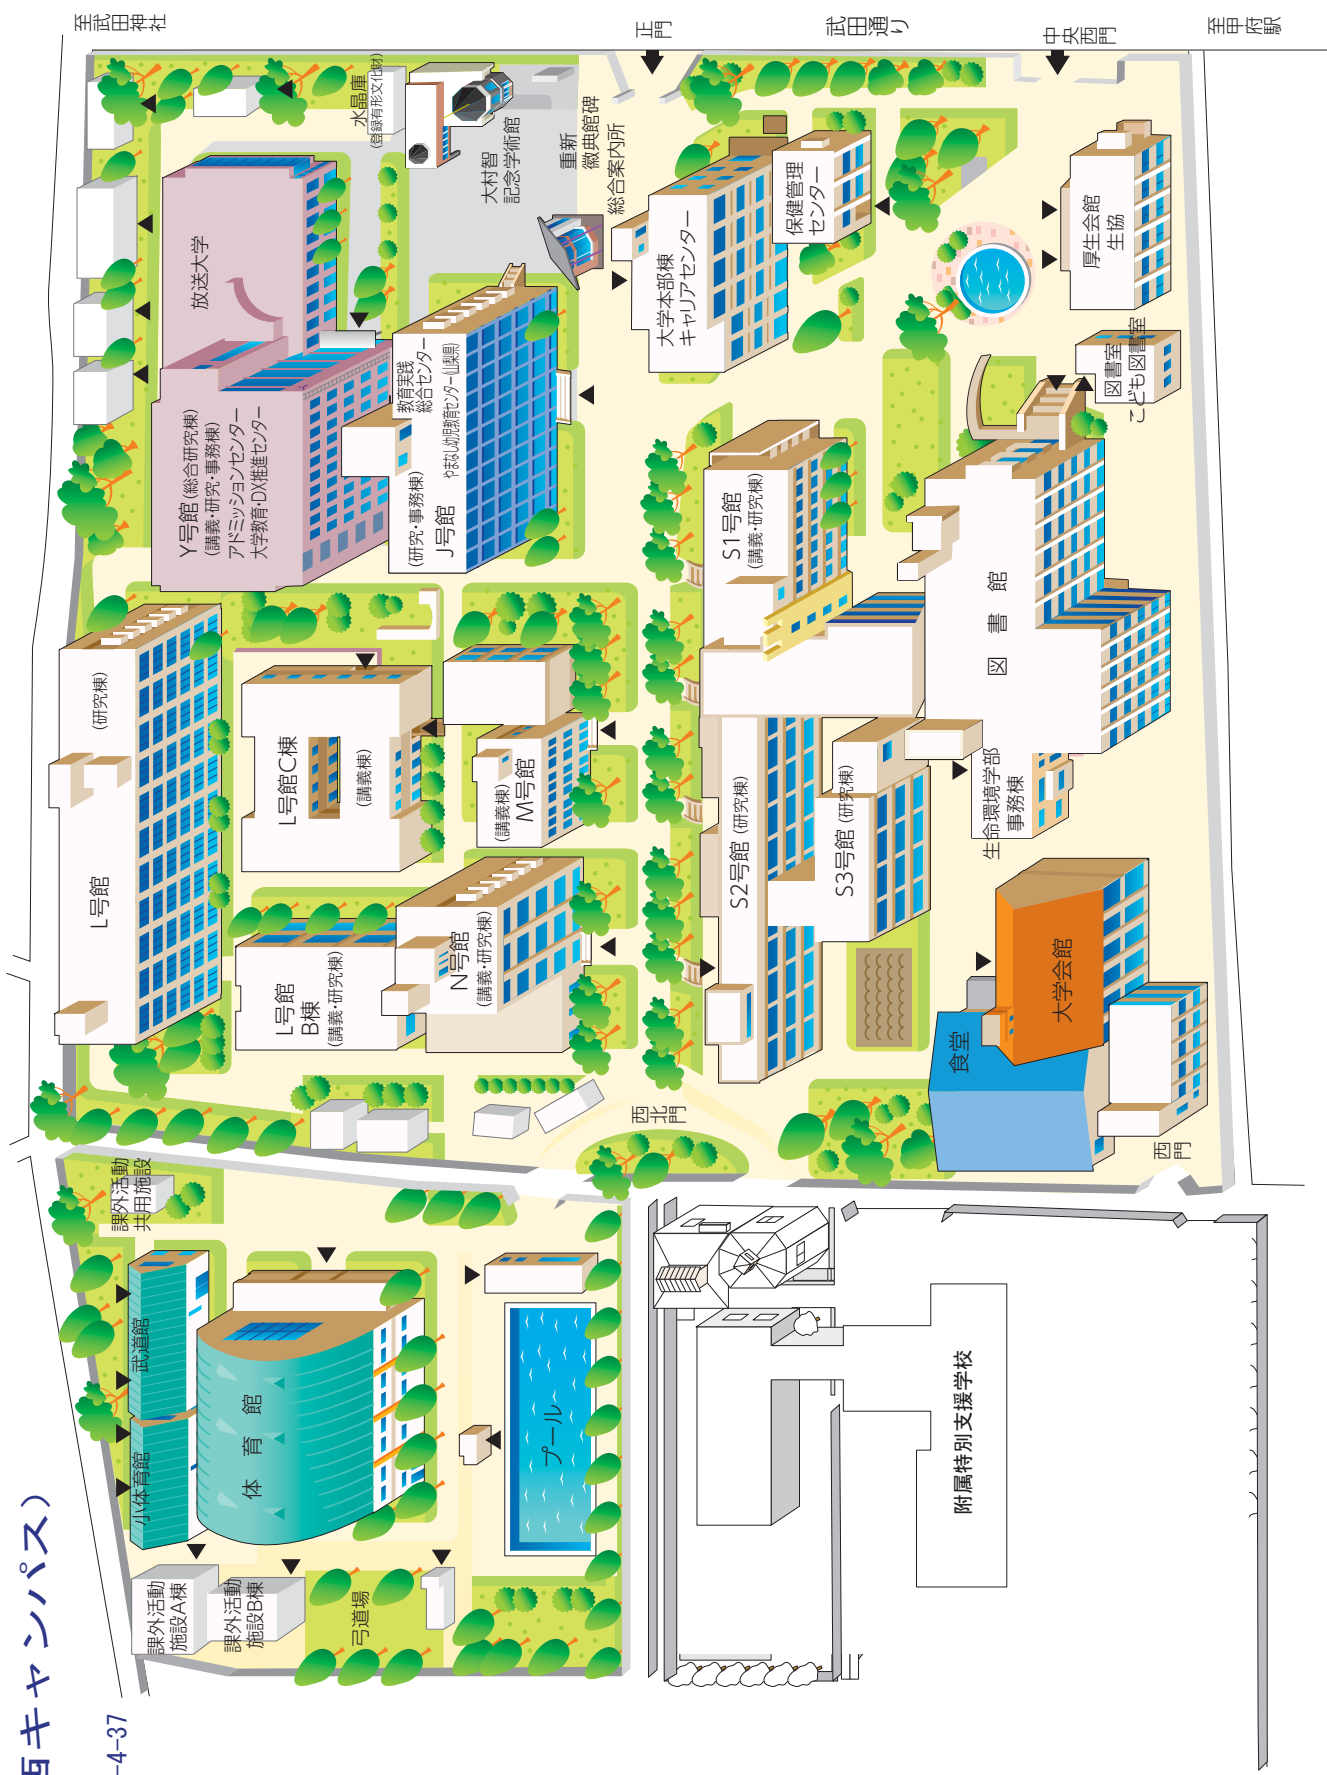 西キャンパス）
-4-37
至武田神社
正門
武田通り
中央西門
至甲府駅
水晶庫
（登録有形文化財）
大村智
記念学術館
重新
徽典館碑
総合案内所
放送大学
大学本部棟
キャリアセンター
保健管理
センター
厚生会館
生協
図書室
こども図書室
Y号館（総合研究棟）
（講義・研究・事務棟）
アドミッションセンター
大学教育・DX推進センター
教育実践
総合センター
やまなし幼児教育センター（山梨県）
（研究・事務棟）
J号館
S1号館
（講義・研究棟）
図書館
L号館
（研究棟）
L号館C棟
（講義棟）
（講義棟）
M号館
S2号館（研究棟）
S3号館（研究棟）
生命環境学部
事務棟
L号館
B棟
（講義・研究棟）
N号館
（講義・研究棟）
大学会館
食堂
西北門
西門
課外活動
共用施設
武道館
小体育館
体育館
プール
課外活動
施設A棟
課外活動
施設B棟
弓道場
附属特別支援学校